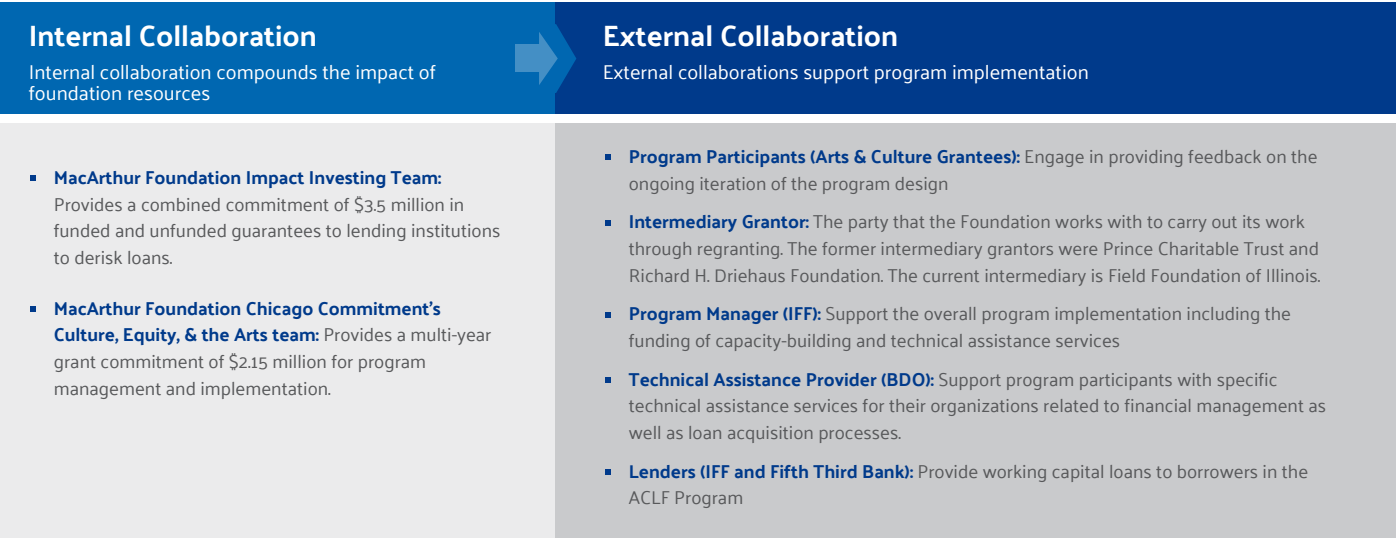 Internal Collaboration
Internal collaboration compounds the impact of
foundation resources
External Collaboration
External collaborations support program implementation
▪ MacArthur Foundation Impact Investing Team:
Provides a combined commitment of $3.5 million in
funded and unfunded guarantees to lending institutions
to derisk loans.
▪ MacArthur Foundation Chicago Commitment's
Culture, Equity, & the Arts team: Provides a multi-year
grant commitment of $2.15 million for program
management and implementation.
▪ Program Participants (Arts & Culture Grantees): Engage in providing feedback on the
ongoing iteration of the program design
▪ Intermediary Grantor: The party that the Foundation works with to carry out its work
through regranting. The former intermediary grantors were Prince Charitable Trust and
Richard H. Driehaus Foundation. The current intermediary is Field Foundation of Illinois.
▪ Program Manager (IFF): Support the overall program implementation including the
funding of capacity-building and technical assistance services
▪ Technical Assistance Provider (BDO): Support program participants with specific
technical assistance services for their organizations related to financial management as
well as loan acquisition processes.
▪ Lenders (IFF and Fifth Third Bank): Provide working capital loans to borrowers in the
ACLF Program